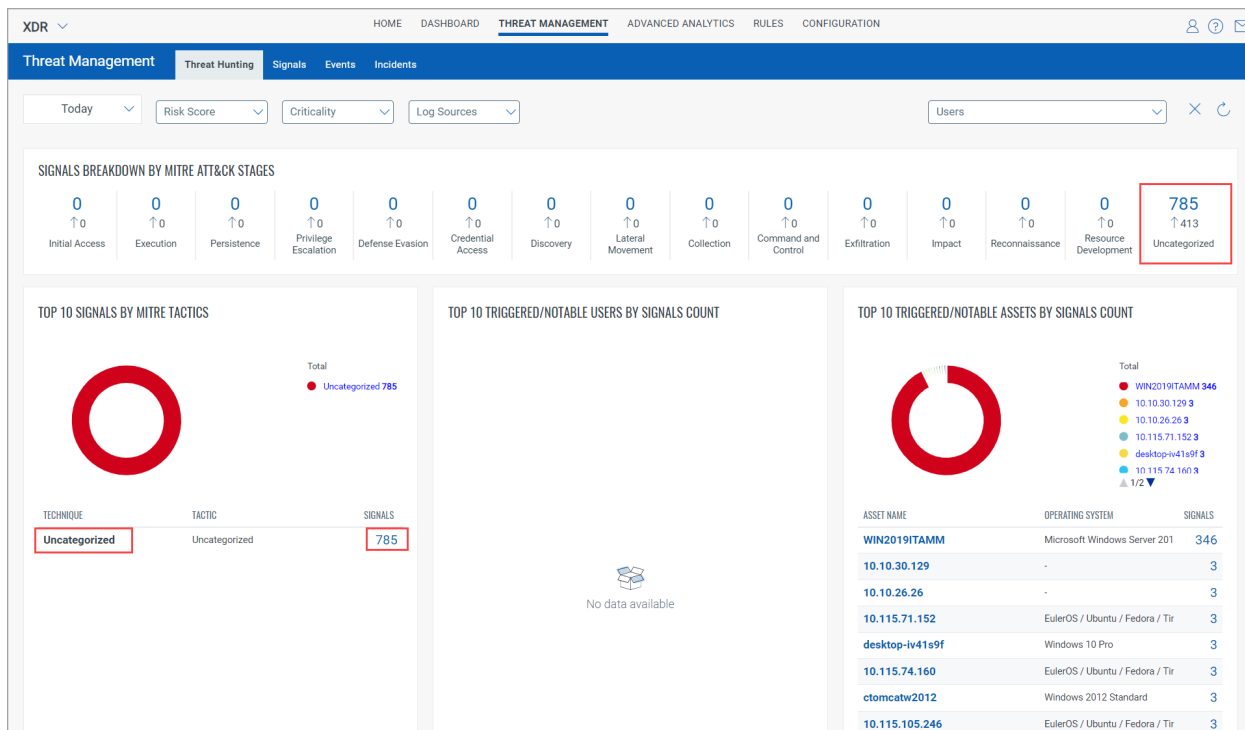 XDR HOME DASHBOARD THREAT MANAGEMENT ADVANCED ANALYTICS RULES CONFIGURATION
Threat Management Threat Hunting Signals Events Incidents
Today Risk Score Criticality Log Sources Users
SIGNALS BREAKDOWN BY MITRE ATT&CK STAGES
0 0 0 0 0 0 0 0 0 0 0 0 0 0 785
↑0 ↑0 ↑0 ↑0 ↑0 ↑0 ↑0 ↑0 ↑0 ↑0 ↑0 ↑0 ↑0 ↑0 ↑413
Initial Access Execution Persistence Privilege Escalation Defense Evasion Credential Access Discovery Lateral Movement Collection Command and Control Exfiltration Impact Reconnaissance Resource Development Uncategorized
TOP 10 SIGNALS BY MITRE TACTICS
Total
Uncategorized 785
TECHNIQUE TACTIC SIGNALS
Uncategorized Uncategorized 785
TOP 10 TRIGGERED/NOTABLE USERS BY SIGNALS COUNT
No data available
TOP 10 TRIGGERED/NOTABLE ASSETS BY SIGNALS COUNT
Total
WIN2019ITAMM 346
10.10.30.129 3
10.10.26.26 3
10.115.71.152 3
desktop-iv41s9f 3
10.115.74.160 3
1/2
ASSET NAME OPERATING SYSTEM SIGNALS
WIN2019ITAMM Microsoft Windows Server 201 346
10.10.30.129 - 3
10.10.26.26 - 3
10.115.71.152 EulerOS / Ubuntu / Fedora / Tir 3
desktop-iv41s9f Windows 10 Pro 3
10.115.74.160 EulerOS / Ubuntu / Fedora / Tir 3
ctomcatw2012 Windows 2012 Standard 3
10.115.105.246 EulerOS / Ubuntu / Fedora / Tir 3